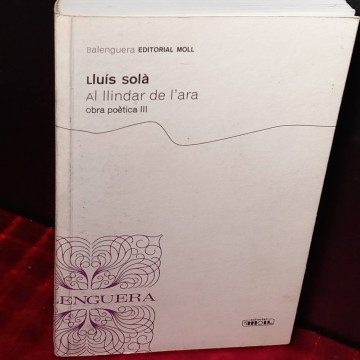 Balenguera EDITORIAL MOLL
Lluís solà
Al llindar de l'ara
obra poètica III
LENGUERA
MOLL